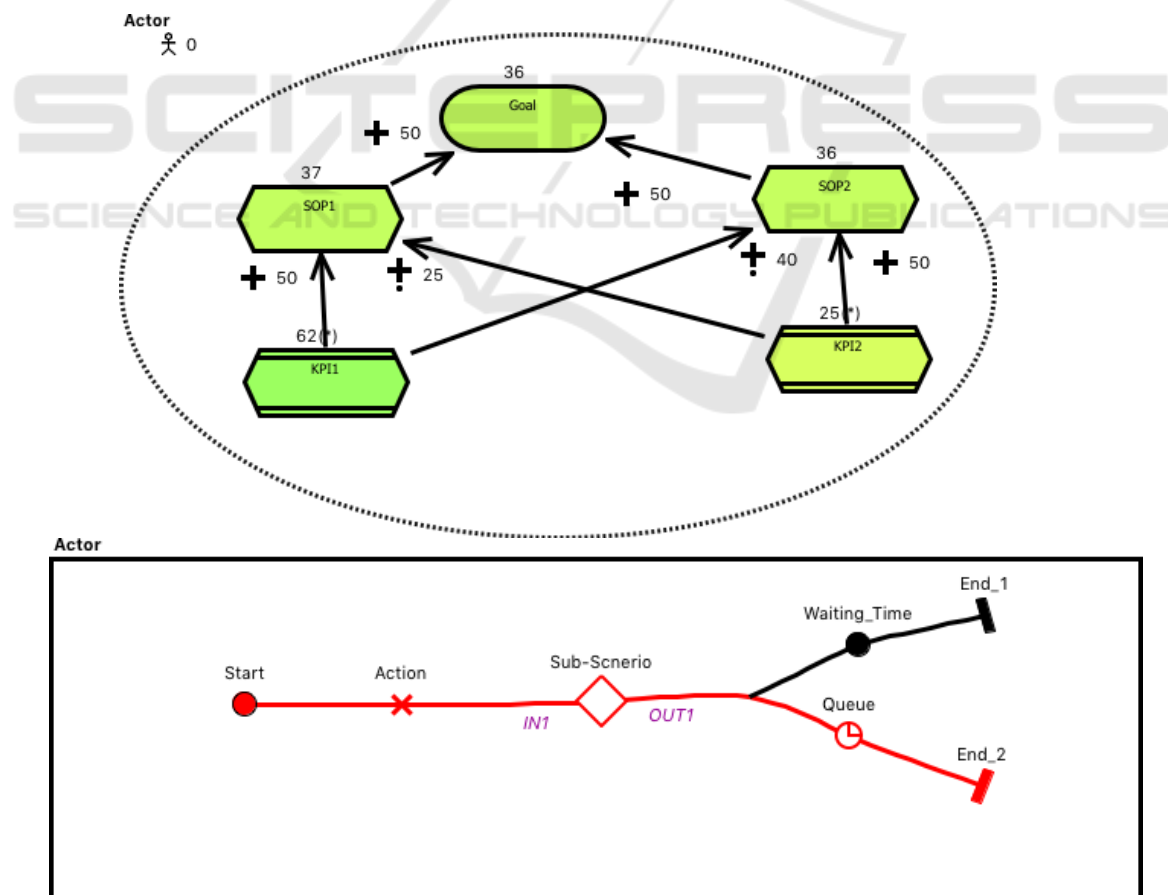 Actor
0
SCITEPRESS
SCIENCE AND TECHNOLOGY PUBLICATIONS
36
Goal
50
37
SOP1
36
SOP2
50
50
25
40
50
62(*)
KPI1
25(*)
KPI2
Actor
End_1
Waiting_Time
Sub-Scnerio
Start
Action
Queue
IN1
OUT1
End_2